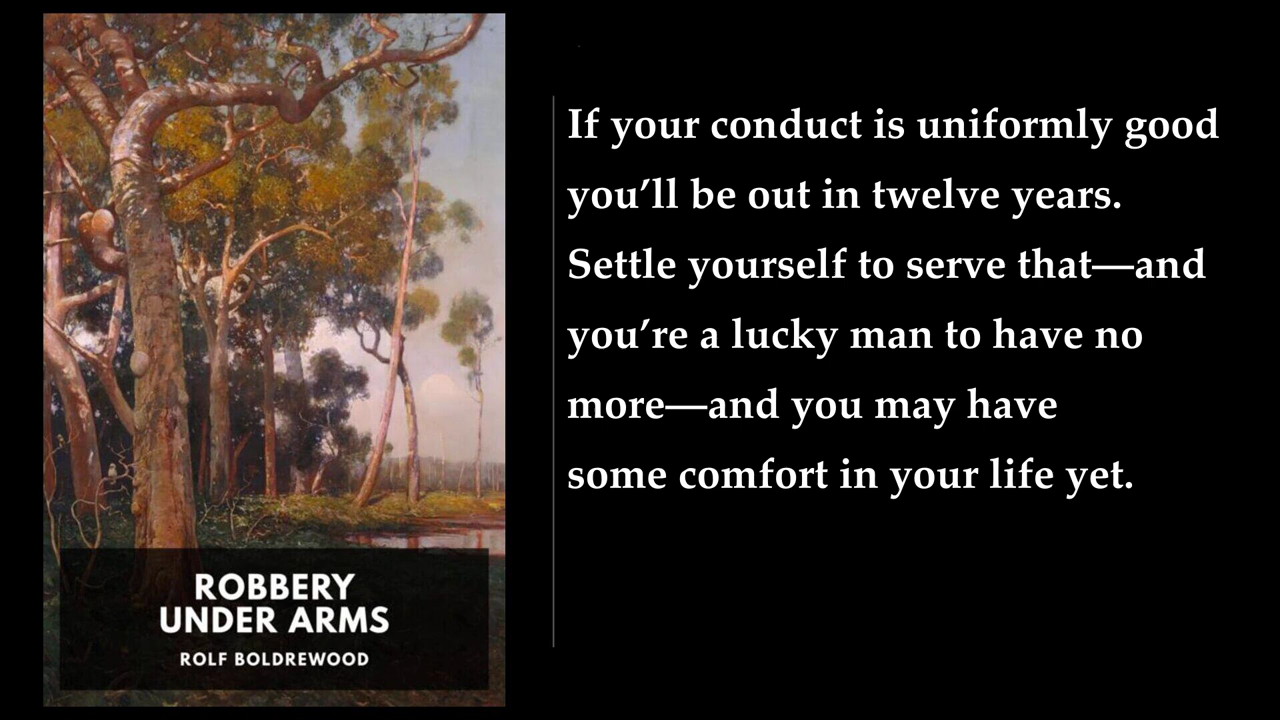 ROBBERY
UNDER ARMS
ROLF BOLDREWOOD
If your conduct is uniformly good
you’ll be out in twelve years.
Settle yourself to serve that—and
you’re a lucky man to have no
more—and you may have
some comfort in your life yet.